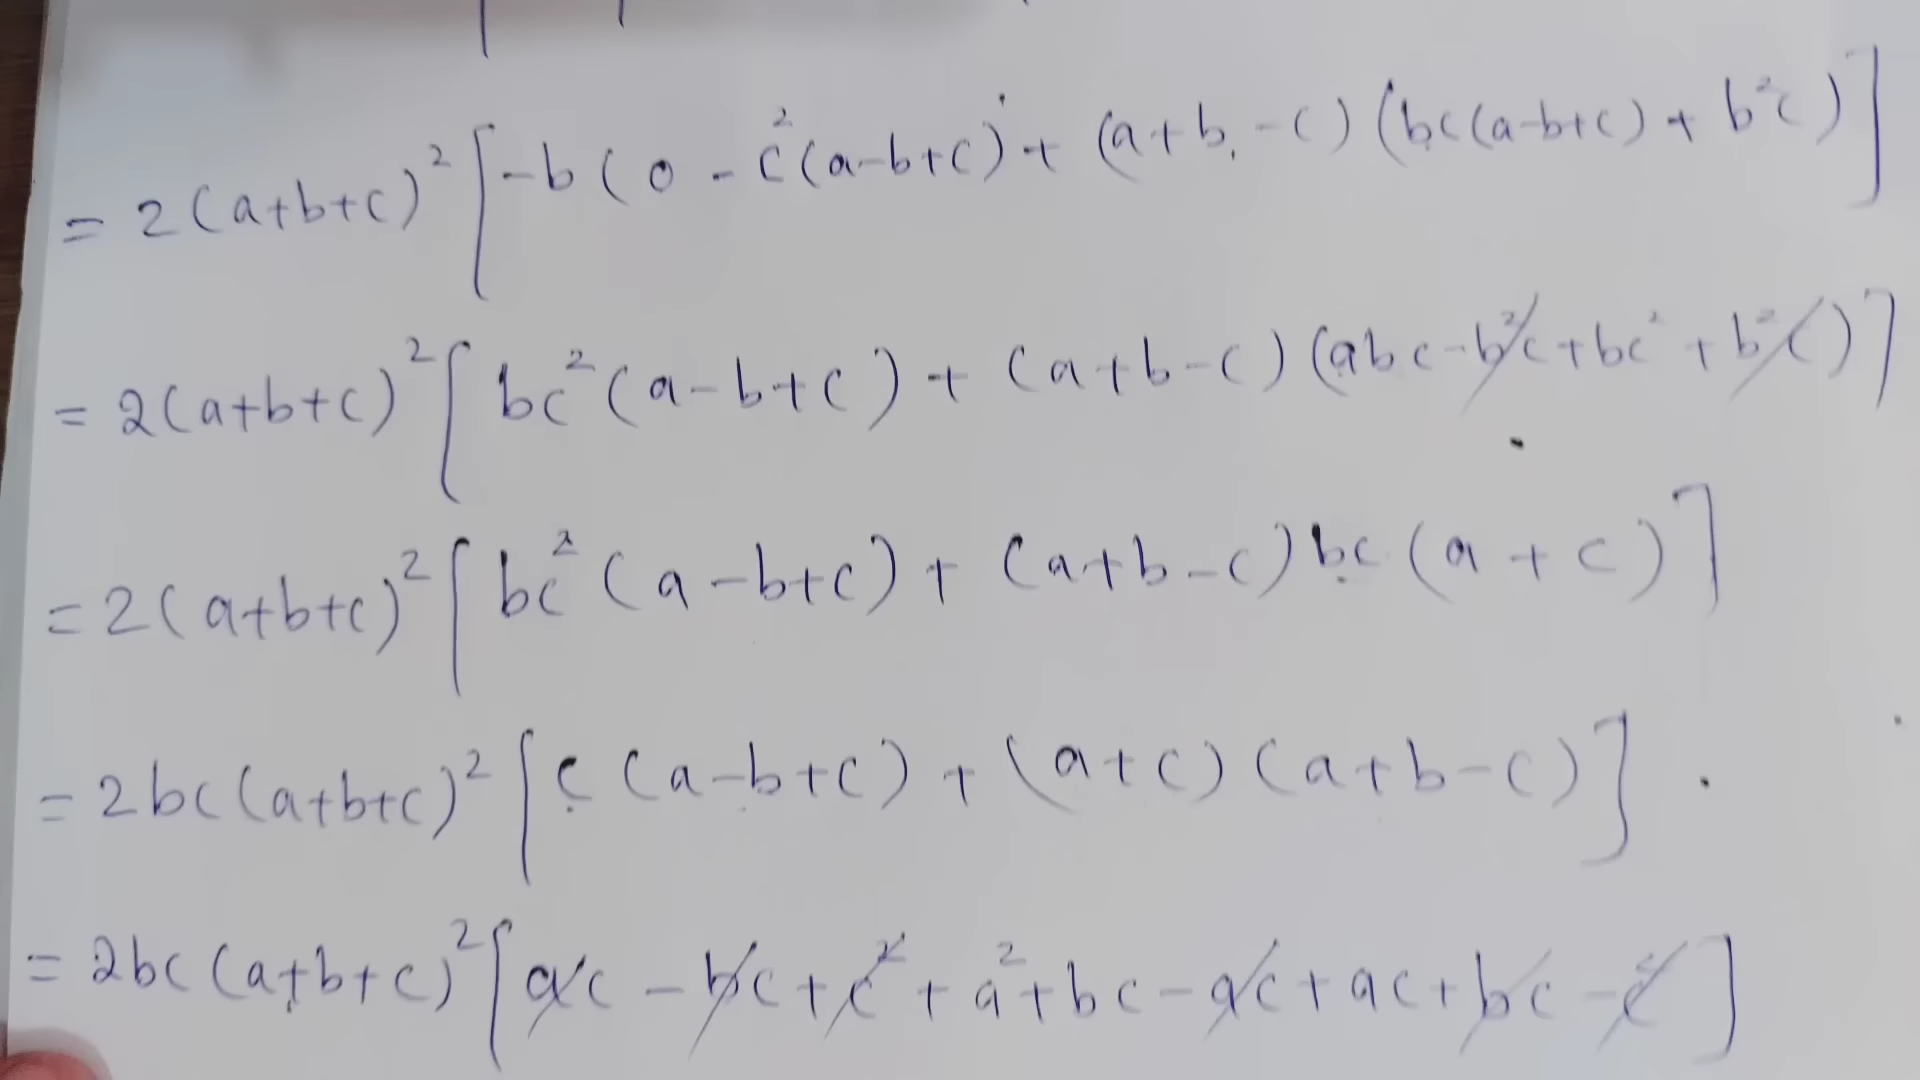 = 2(a+b+c)² [-b(0 - c²(a-b+c) + (a+b-c)(bc(a-b+c) + b²c)]
= 2(a+b+c)² [bc²(a-b+c) + (a+b-c)(abc-b²c+bc²+b²c)]
= 2(a+b+c)² [bc²(a-b+c) + (a+b-c)bc(a+c)]
= 2bc(a+b+c)² [c(a-b+c) + (a+c)(a+b-c)]
= 2bc(a+b+c)² [ac - bc + c² + a² + bc - ac + ac + bc - c²]